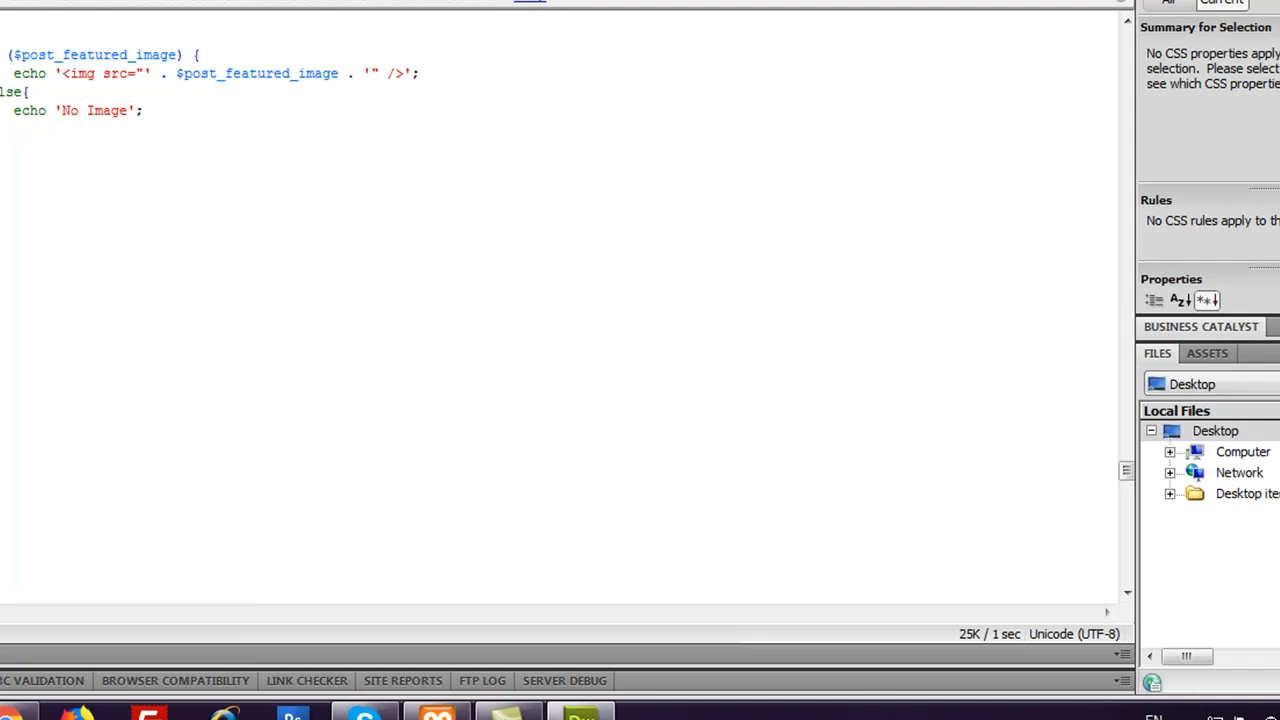 Current
Summary for Selection
No CSS properties apply
selection. Please select
see which CSS propertie
($post_featured_image) {
echo '<img src="' . $post_featured_image . '" />';
lse{
echo 'No Image';
Rules
No CSS rules apply to th
Properties
BUSINESS CATALYST
FILES ASSETS
Desktop
Local Files
Desktop
Computer
Network
Desktop ite
25K / 1 sec Unicode (UTF-8)
3C VALIDATION BROWSER COMPATIBILITY LINK CHECKER SITE REPORTS FTP LOG SERVER DEBUG